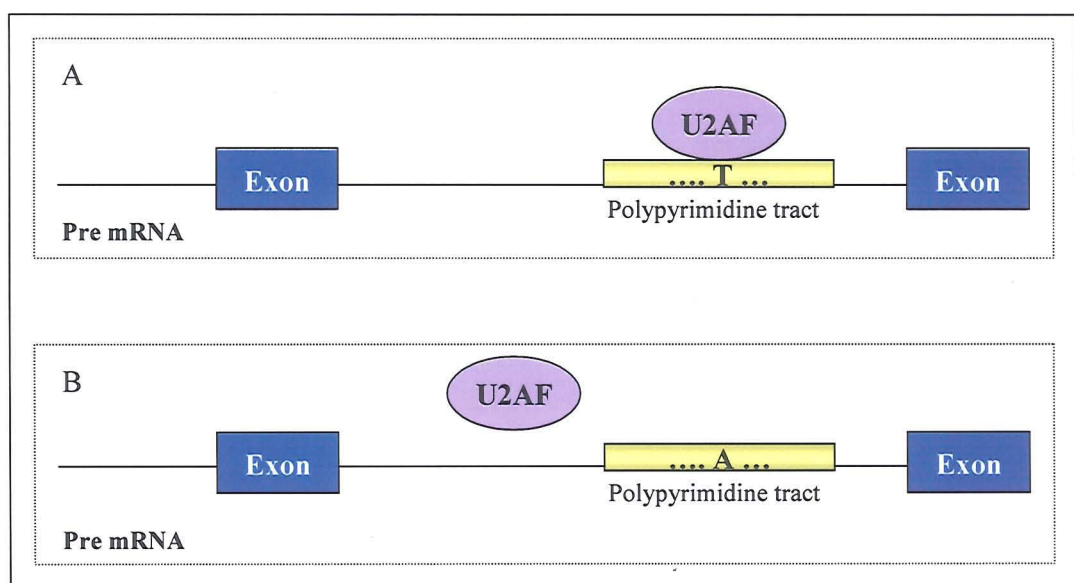 A
U2AF
Exon
.... T ...
Exon
Polypyrimidine tract
Pre mRNA
B
U2AF
Exon
.... A ...
Exon
Polypyrimidine tract
Pre mRNA